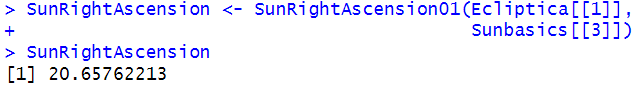 > SunRightAscension <- SunRightAscension01(Ecliptica[[1]],
+ Sunbasics[[3]])
> SunRightAscension
[1] 20.65762213